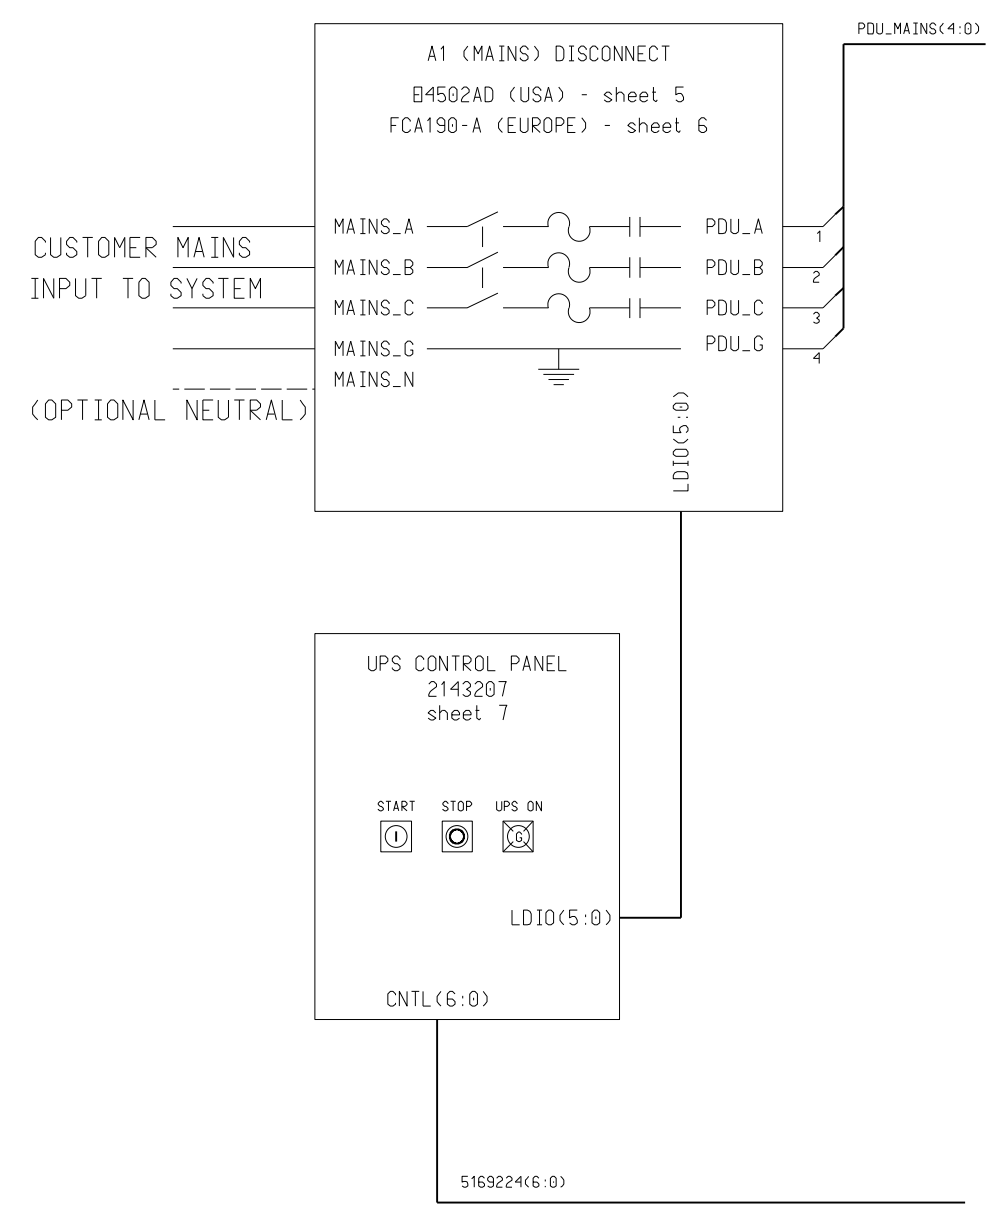 PDU_MAINS(4:0)
A1 (MAINS) DISCONNECT
E4502AD (USA) - sheet 5
FCA190-A (EUROPE) - sheet 6
CUSTOMER MAINS
INPUT TO SYSTEM
(OPTIONAL NEUTRAL)
MAINS_A
MAINS_B
MAINS_C
MAINS_G
MAINS_N
PDU_A
PDU_B
PDU_C
PDU_G
1
2
3
4
LDIO(5:0)
UPS CONTROL PANEL
2143207
sheet 7
START STOP UPS ON
I O G
LDIO(5:0)
CNTL(6:0)
5169224(6:0)